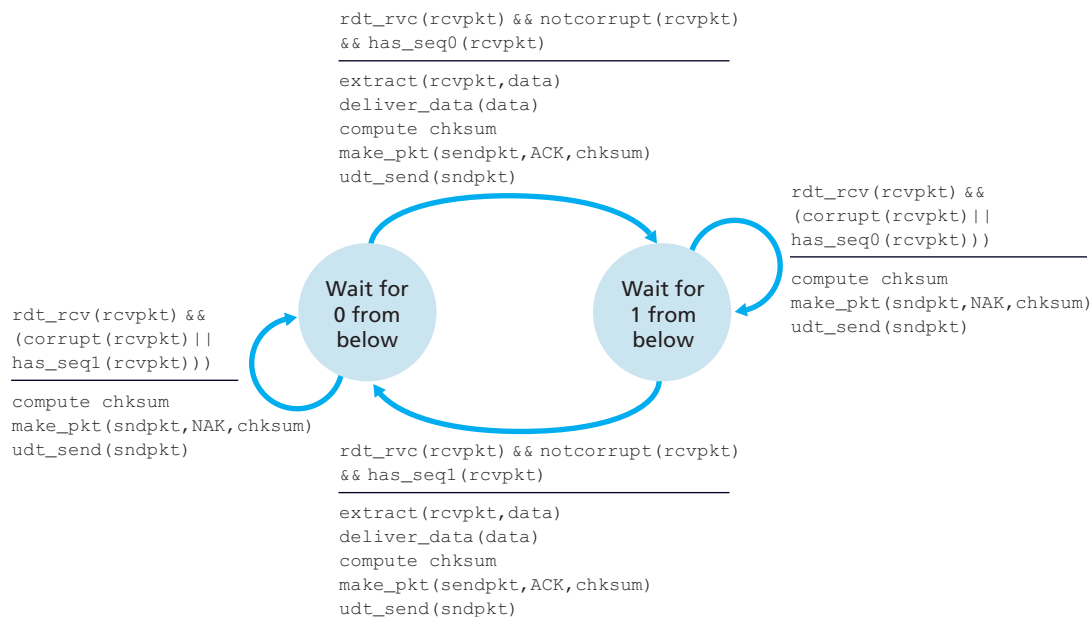 rdt_rvc(rcvpkt) && notcorrupt(rcvpkt)
&& has_seq0(rcvpkt)
extract(rcvpkt,data)
deliver_data(data)
compute chksum
make_pkt(sendpkt,ACK,chksum)
udt_send(sndpkt)
rdt_rcv(rcvpkt) &&
(corrupt(rcvpkt)||
has_seq0(rcvpkt)))
compute chksum
make_pkt(sndpkt,NAK,chksum)
udt_send(sndpkt)
Wait for
0 from
below
Wait for
1 from
below
rdt_rcv(rcvpkt) &&
(corrupt(rcvpkt)||
has_seq1(rcvpkt)))
compute chksum
make_pkt(sndpkt,NAK,chksum)
udt_send(sndpkt)
rdt_rvc(rcvpkt) && notcorrupt(rcvpkt)
&& has_seq1(rcvpkt)
extract(rcvpkt,data)
deliver_data(data)
compute chksum
make_pkt(sendpkt,ACK,chksum)
udt_send(sndpkt)